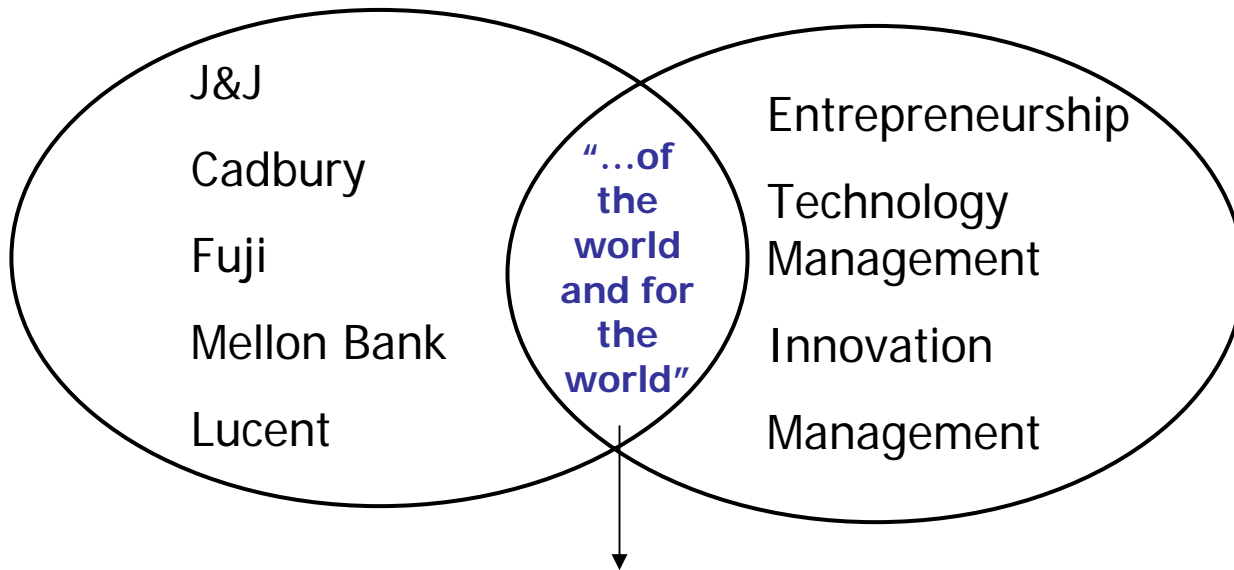 J&J
Cadbury
Fuji
Mellon Bank
Lucent
“...of
the
world
and for
the
world”
Entrepreneurship
Technology
Management
Innovation
Management